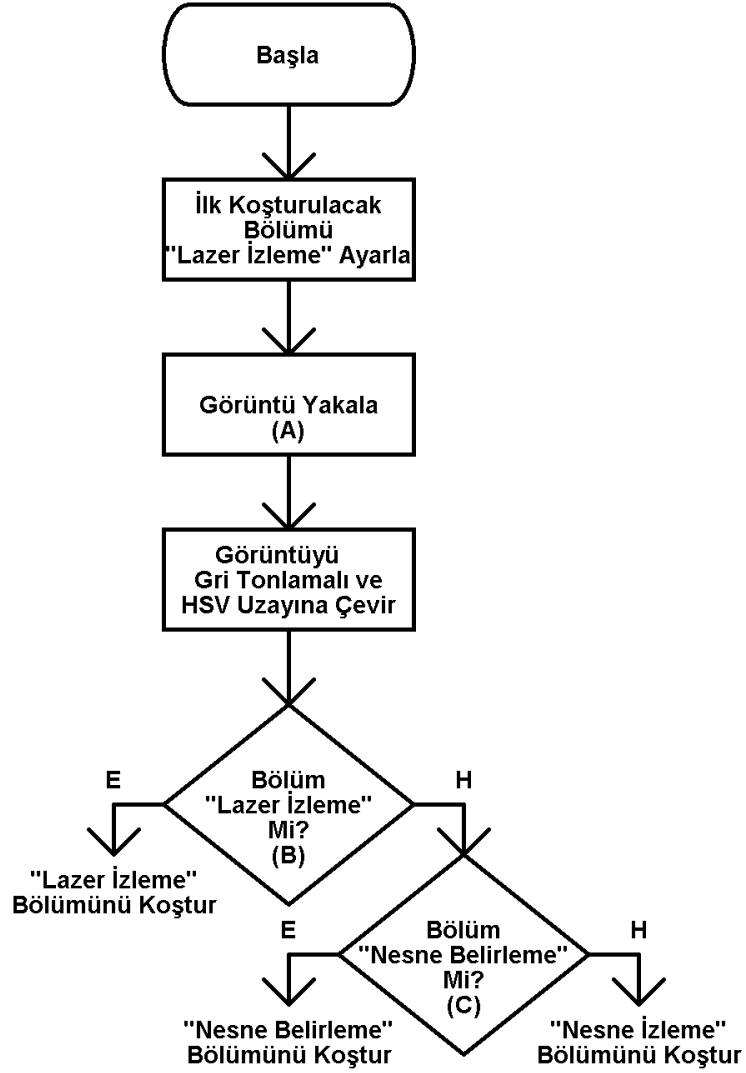 Başla
İlk Koşturulacak
Bölümü
"Lazer İzleme" Ayarla
Görüntü Yakala
(A)
Görüntüyü
Gri Tonlamalı ve
HSV Uzayına Çevir
E
H
Bölüm
"Lazer İzleme"
Mi?
(B)
"Lazer İzleme"
Bölümünü Koştur
E
H
Bölüm
"Nesne Belirleme"
Mi?
(C)
"Nesne Belirleme"
Bölümünü Koştur
"Nesne İzleme"
Bölümünü Koştur